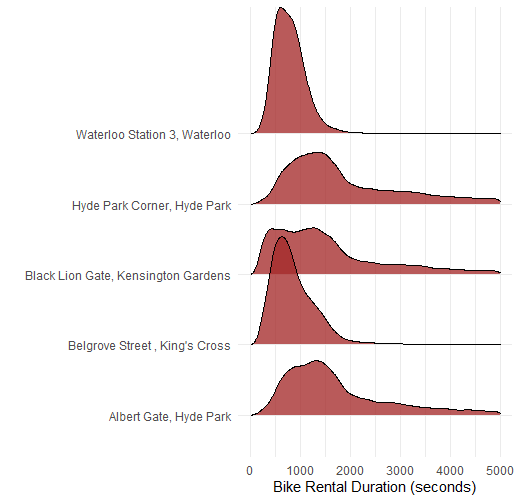 Waterloo Station 3, Waterloo
Hyde Park Corner, Hyde Park
Black Lion Gate, Kensington Gardens
Belgrove Street , King's Cross
Albert Gate, Hyde Park
0 1000 2000 3000 4000 5000
Bike Rental Duration (seconds)